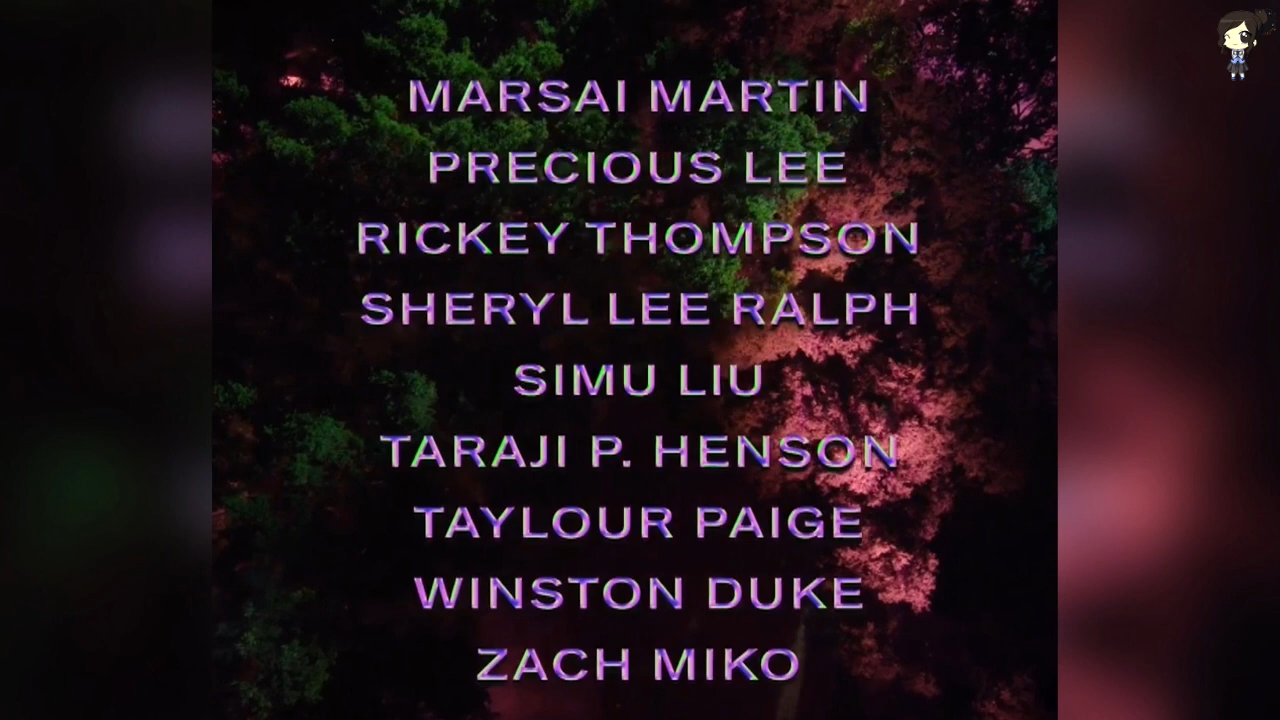 MARSAI MARTIN
PRECIOUS LEE
RICKEY THOMPSON
SHERYL LEE RALPH
SIMU LIU
TARAJI P. HENSON
TAYLOUR PAIGE
WINSTON DUKE
ZACH MIKO